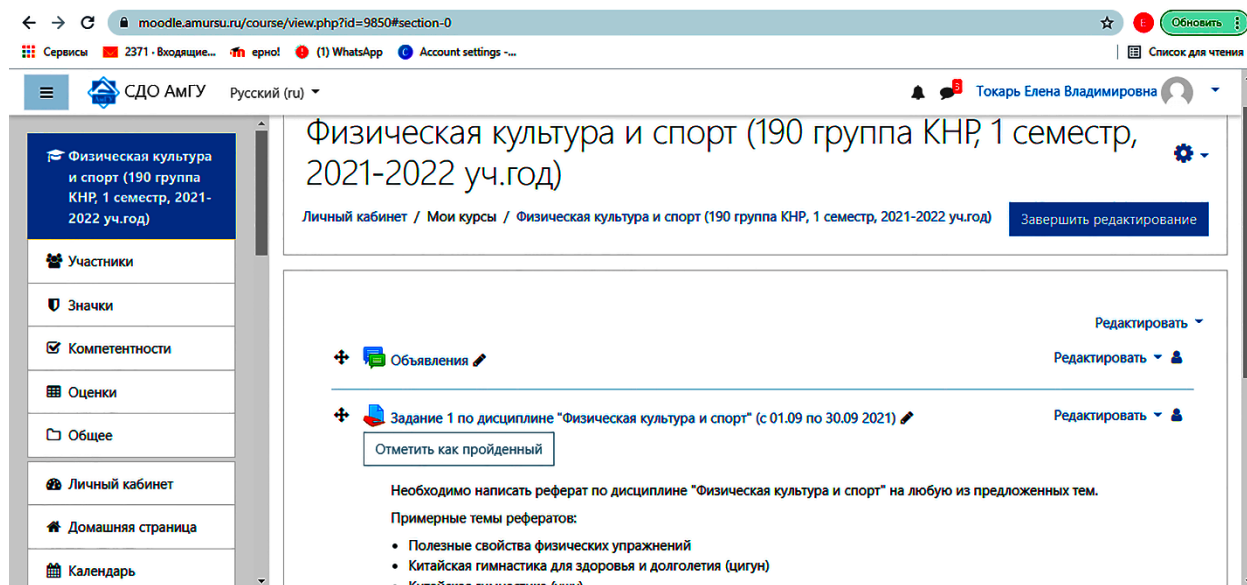 moodle.amursu.ru/course/view.php?id=9850#section-0
E
Обновить
Сервисы 2371 - Входящие... ерно! (1) WhatsApp Account settings -... Список для чтения
СДО АмГУ Русский (ru) Токарь Елена Владимировна
Физическая культура
и спорт (190 группа
КНР, 1 семестр, 2021-
2022 уч.год)
Участники
Значки
Компетентности
Оценки
Общее
Личный кабинет
Домашняя страница
Календарь
Физическая культура и спорт (190 группа КНР, 1 семестр,
2021-2022 уч.год)
Личный кабинет / Мои курсы / Физическая культура и спорт (190 группа КНР, 1 семестр, 2021-2022 уч.год)
Завершить редактирование
Редактировать
Объявления Редактировать
Задание 1 по дисциплине "Физическая культура и спорт" (с 01.09 по 30.09 2021) Редактировать
Отметить как пройденный
Необходимо написать реферат по дисциплине "Физическая культура и спорт" на любую из предложенных тем.
Примерные темы рефератов:
• Полезные свойства физических упражнений
• Китайская гимнастика для здоровья и долголетия (цигун)